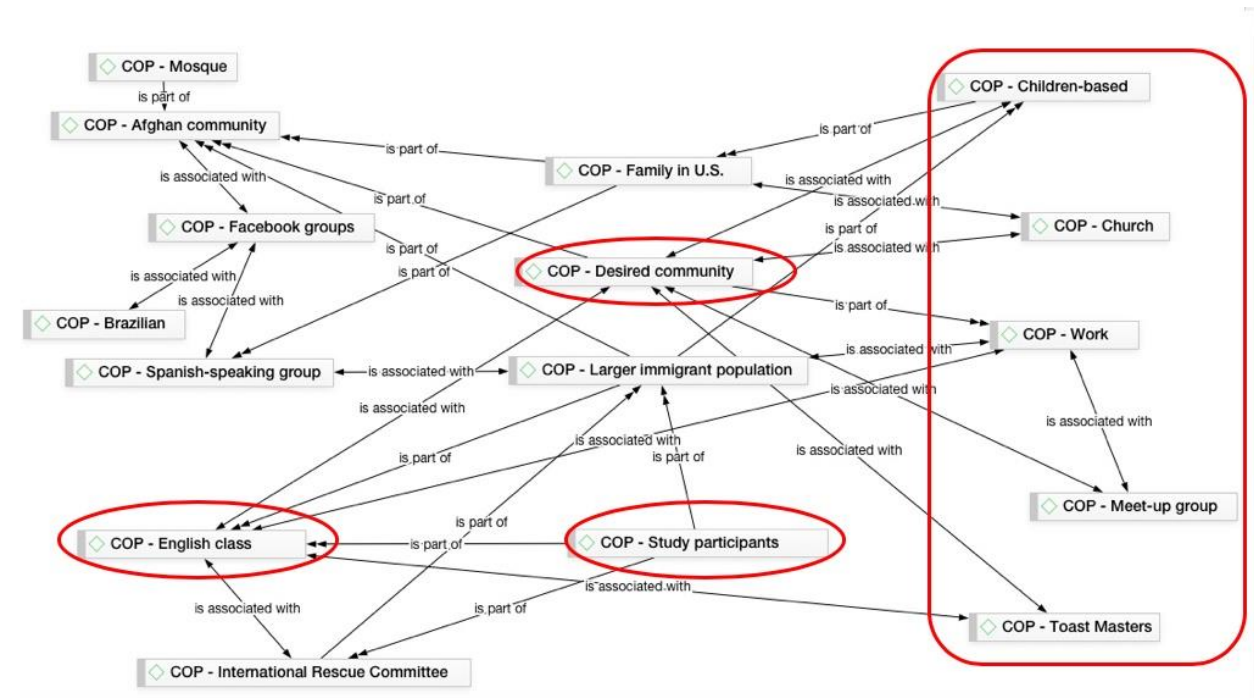 COP - Mosque
is part of
COP - Children-based
COP - Afghan community
is part of
is part of
COP - Family in U.S.
is associated with
is associated with
is part of
is associated with
COP - Facebook groups
COP - Church
is part of
is part of
is associated with
is part of
COP - Desired community
is associated with
is associated with
is part of
COP - Brazilian
COP - Work
is associated with
COP - Spanish-speaking group
is associated with
COP - Larger immigrant population
is associated with
is associated with
is associated with
is associated with
is associated with
is part of
is part of
COP - Meet-up group
is part of
COP - English class
is part of
COP - Study participants
is associated with
is associated with
is part of
COP - Toast Masters
COP - International Rescue Committee